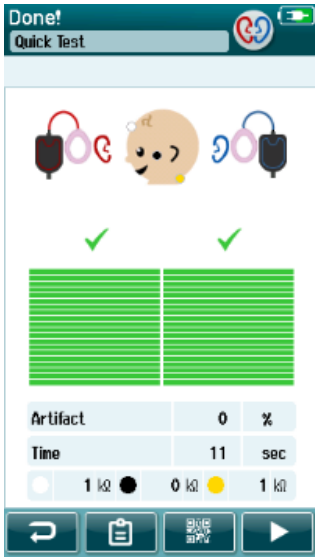 Done!
Quick Test
Artifact 0 %
Time 11 sec
1 kΩ 0 kΩ 1 kΩ